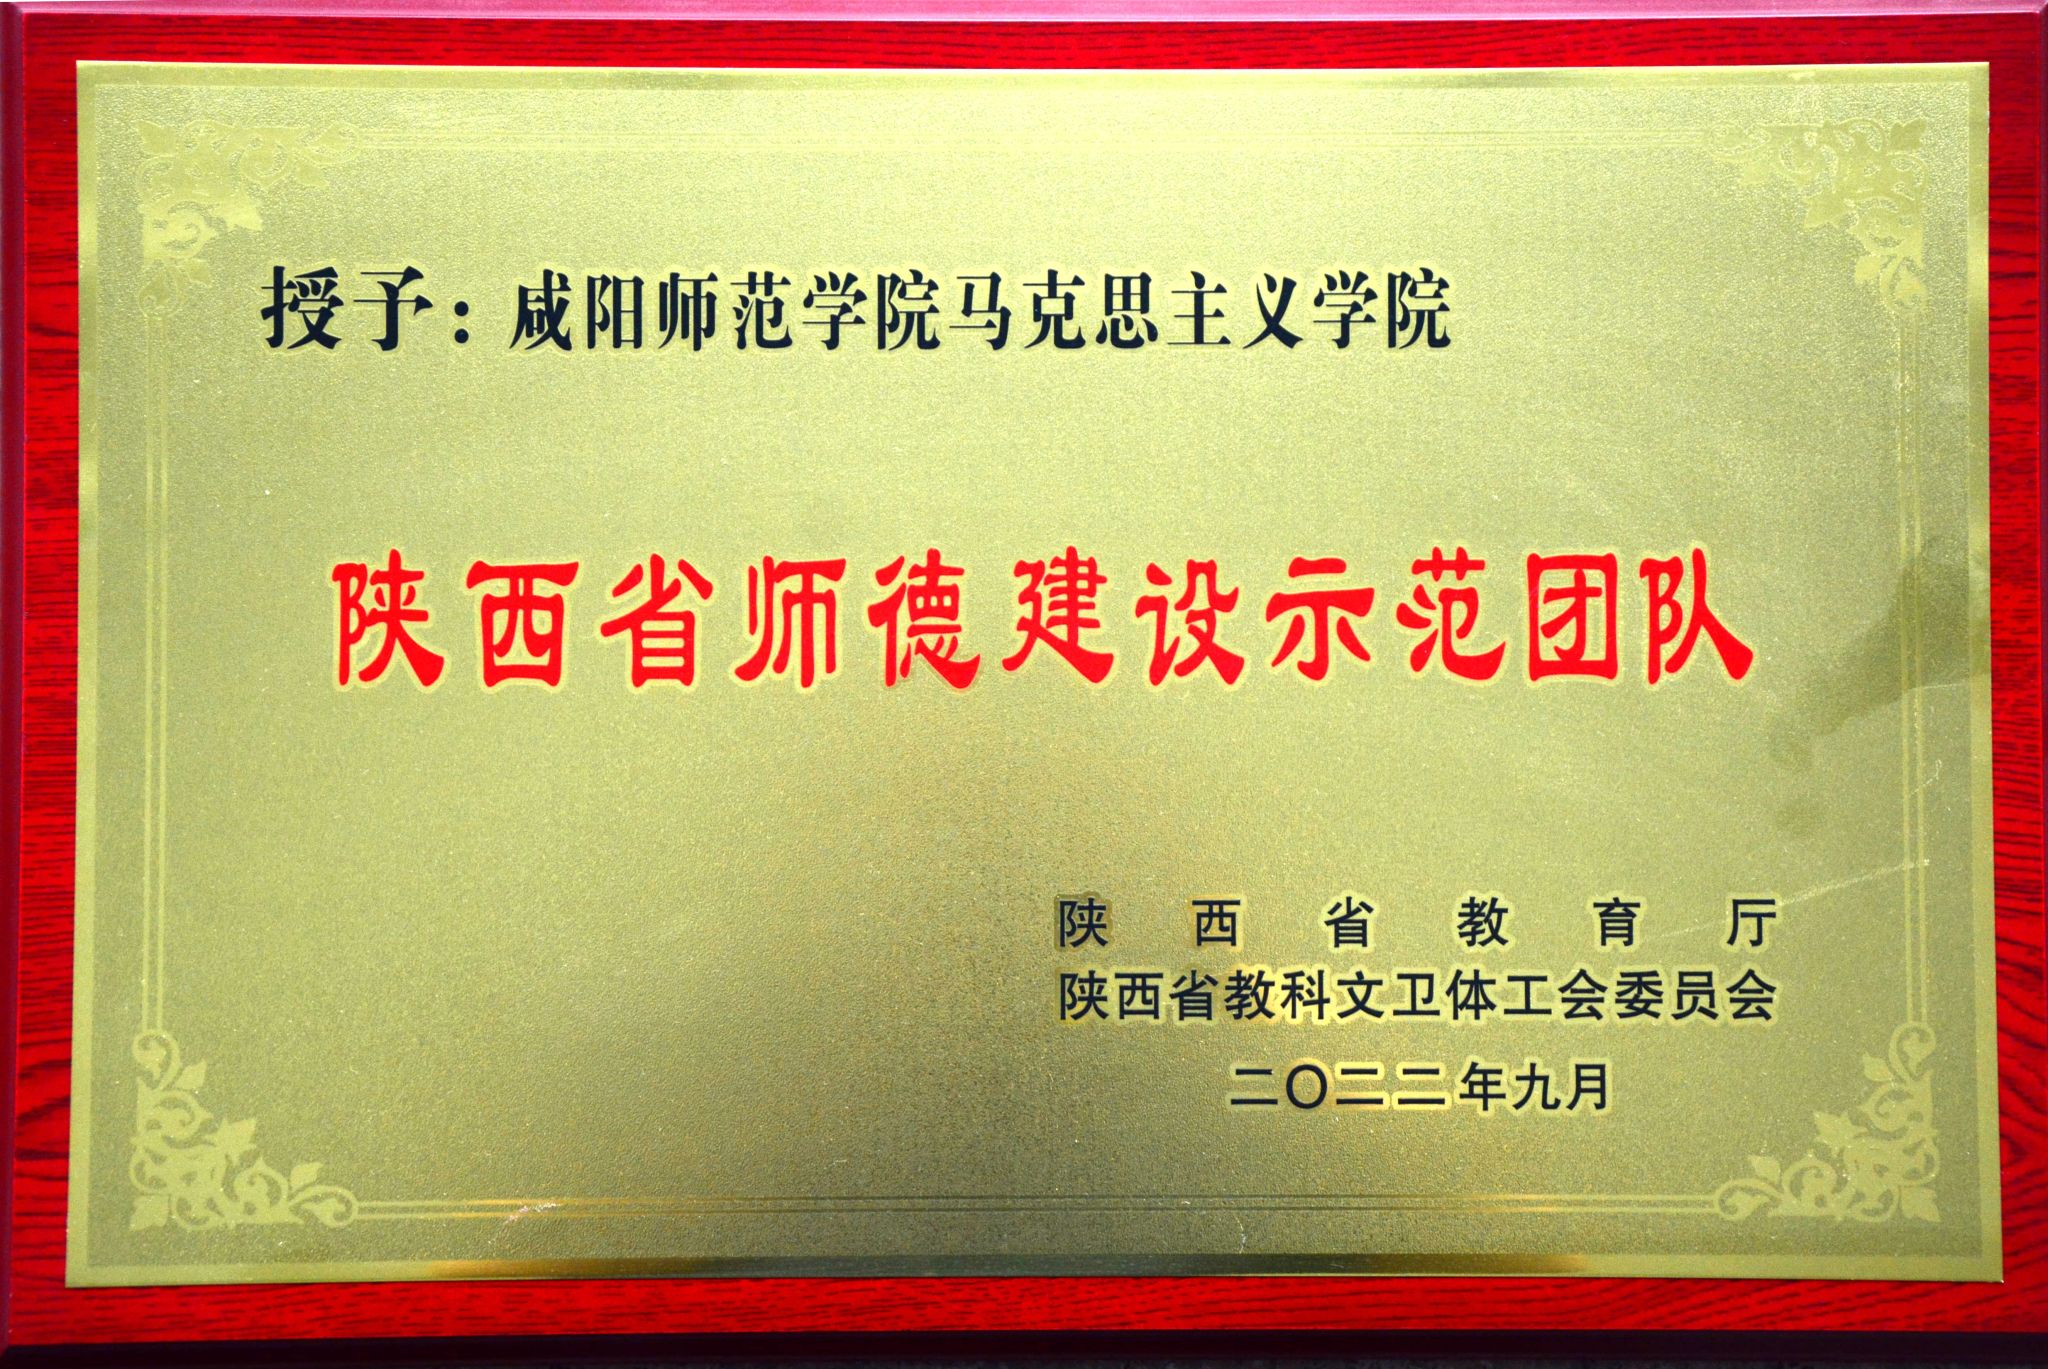 授予：咸阳师范学院马克思主义学院
陕西省师德建设示范团队
陕西省教育厅
陕西省教科文卫体工会委员会
二〇二二年九月